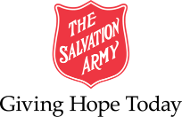 THE
SALVATION
ARMY
Giving Hope Today